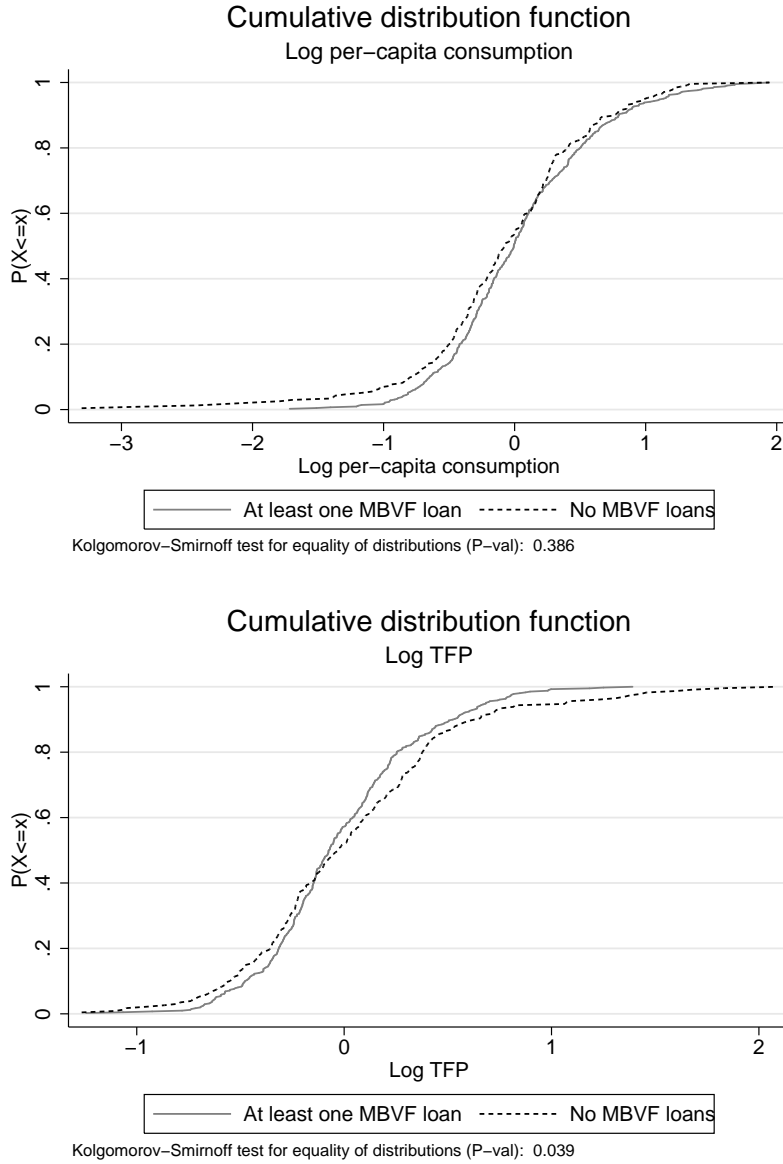 Cumulative distribution function
Log per−capita consumption
P(X<=x)
0 .2 .4 .6 .8 1
−3 −2 −1 0 1 2
Log per−capita consumption
At least one MBVF loan No MBVF loans
Kolgomorov−Smirnoff test for equality of distributions (P−val): 0.386
Cumulative distribution function
Log TFP
P(X<=x)
0 .2 .4 .6 .8 1
−1 0 1 2
Log TFP
At least one MBVF loan No MBVF loans
Kolgomorov−Smirnoff test for equality of distributions (P−val): 0.039